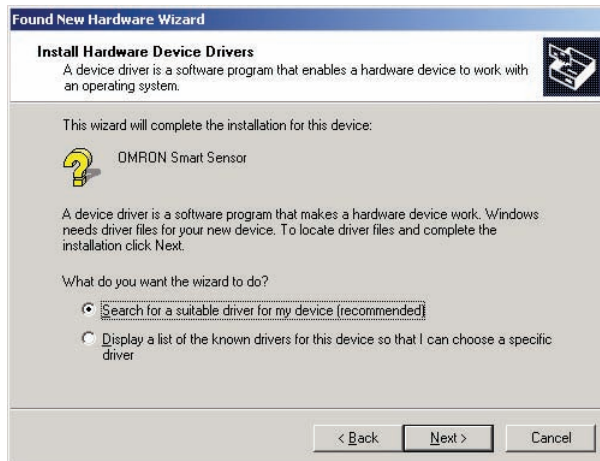 Found New Hardware Wizard
Install Hardware Device Drivers
A device driver is a software program that enables a hardware device to work with
an operating system.
This wizard will complete the installation for this device:
OMRON Smart Sensor
A device driver is a software program that makes a hardware device work. Windows
needs driver files for your new device. To locate driver files and complete the
installation click Next.
What do you want the wizard to do?
Search for a suitable driver for my device (recommended)
Display a list of the known drivers for this device so that I can choose a specific
driver
< Back
Next >
Cancel